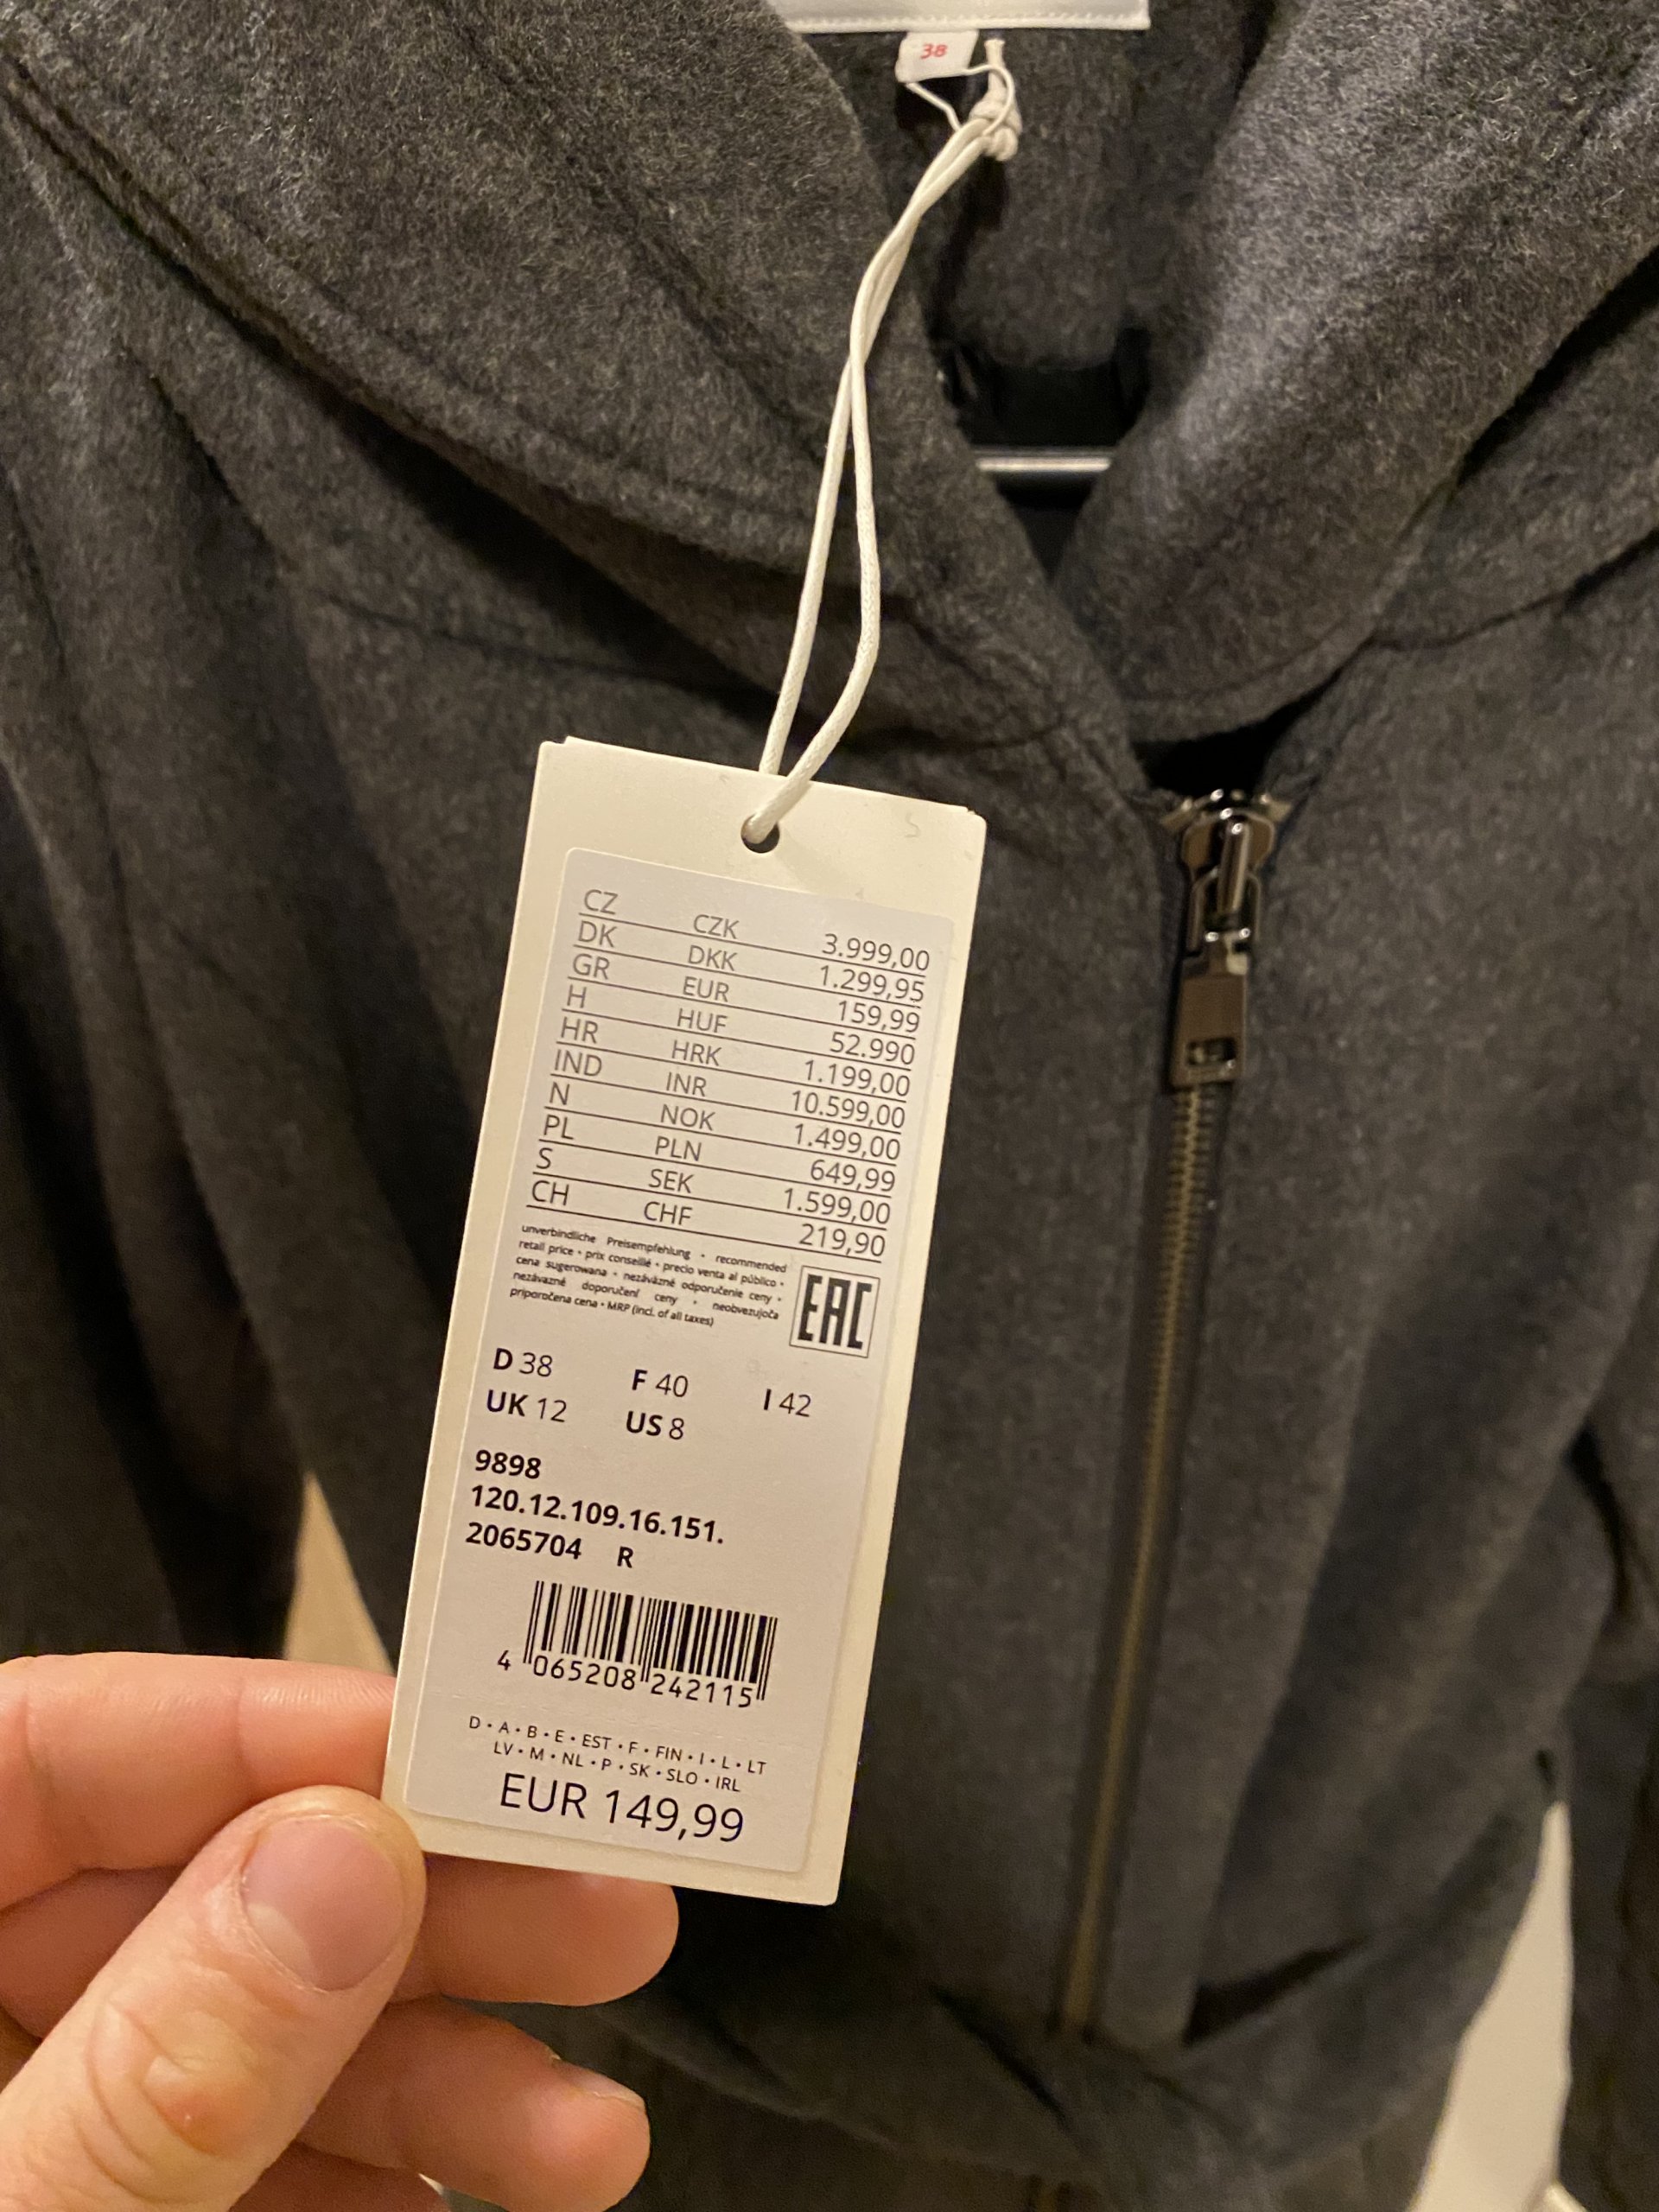 38
CZ CZK 3.999,00
DK DKK 1.299,95
GR EUR 159,99
H HUF 52.990
HR HRK 1.199,00
IND INR 10.599,00
N NOK 1.499,00
PL PLN 649,99
S SEK 1.599,00
CH CHF 219,90
unverbindliche Preisempfehlung • recommended
retail price • prix conseillé • precio venta al público •
cena sugerowana • nezáväzné odporučenie ceny •
nezávazné doporučení ceny • neobvezujoča
priporočena cena • MRP (incl. of all taxes)
EAC
D 38 F 40 I 42
UK 12 US 8
9898
120.12.109.16.151.
2065704 R
4 065208 242115
D • A • B • E • EST • F • FIN • I • L • LT
LV • M • NL • P • SK • SLO • IRL
EUR 149,99